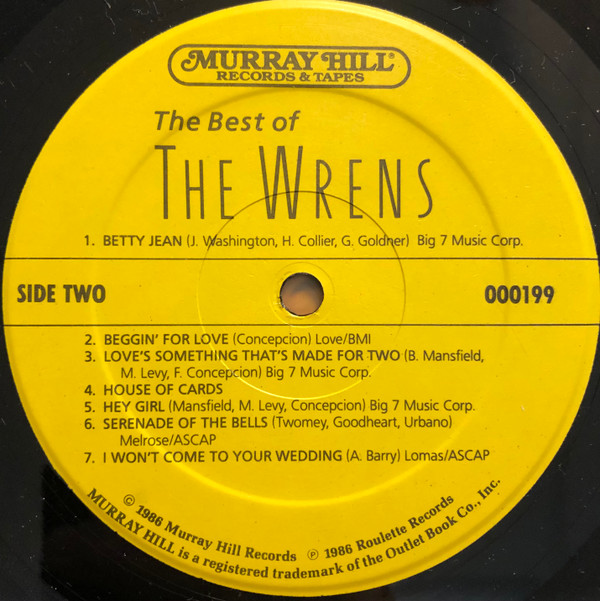 MURRAY HILL®
RECORDS & TAPES
The Best of
THE WRENS
1. BETTY JEAN (J. Washington, H. Collier, G. Goldner) Big 7 Music Corp.
SIDE TWO 000199
2. BEGGIN' FOR LOVE (Concepcion) Love/BMI
3. LOVE'S SOMETHING THAT'S MADE FOR TWO (B. Mansfield,
M. Levy, F. Concepcion) Big 7 Music Corp.
4. HOUSE OF CARDS
5. HEY GIRL (Mansfield, M. Levy, Concepcion) Big 7 Music Corp.
6. SERENADE OF THE BELLS (Twomey, Goodheart, Urbano)
Melrose/ASCAP
7. I WON'T COME TO YOUR WEDDING (A. Barry) Lomas/ASCAP
© 1986 Murray Hill Records ℗ 1986 Roulette Records
MURRAY HILL is a registered trademark of the Outlet Book Co., Inc.